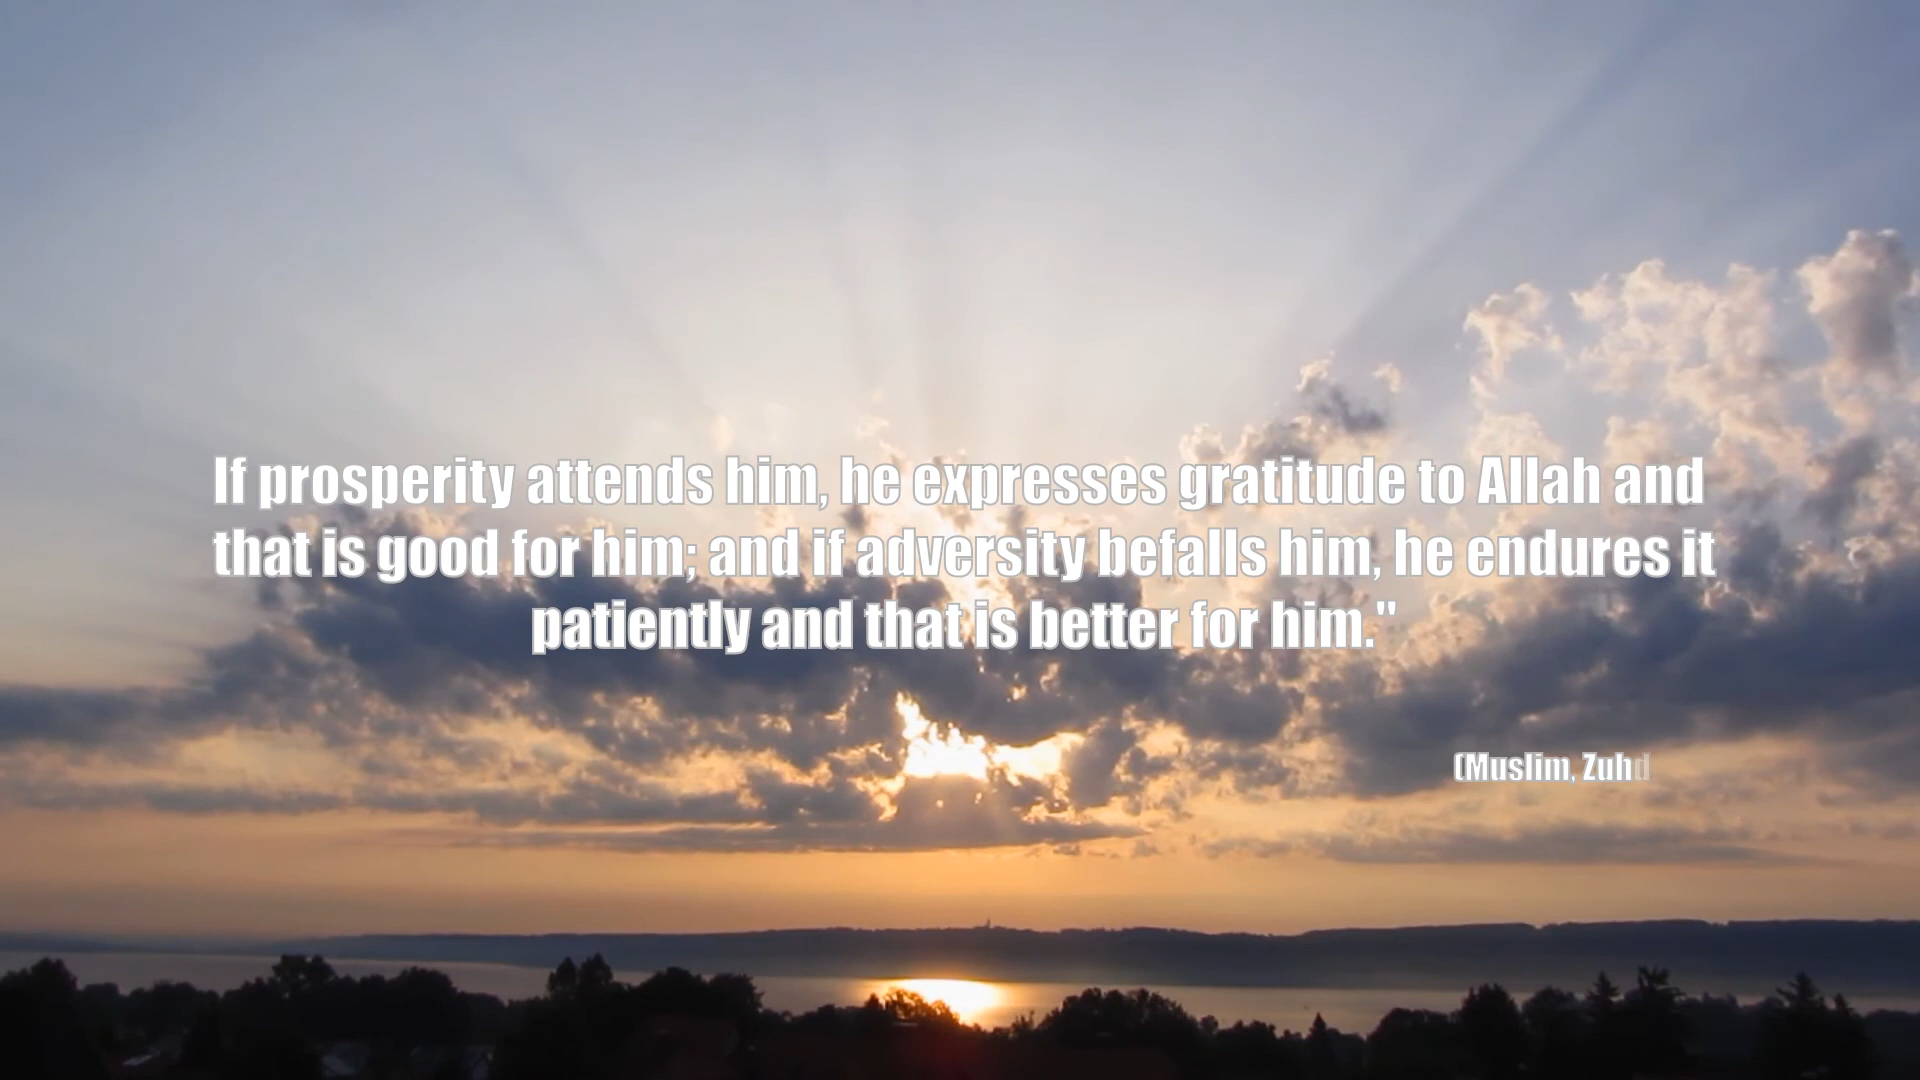 If prosperity attends him, he expresses gratitude to Allah and
that is good for him; and if adversity befalls him, he endures it
patiently and that is better for him."
(Muslim, Zuhd